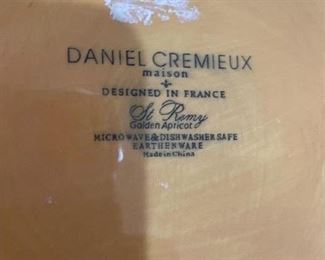 DANIEL CREMIEUX
maison
DESIGNED IN FRANCE
St Remy
Golden Apricot
MICROWAVE & DISHWASHER SAFE
EARTHENWARE
Made in China